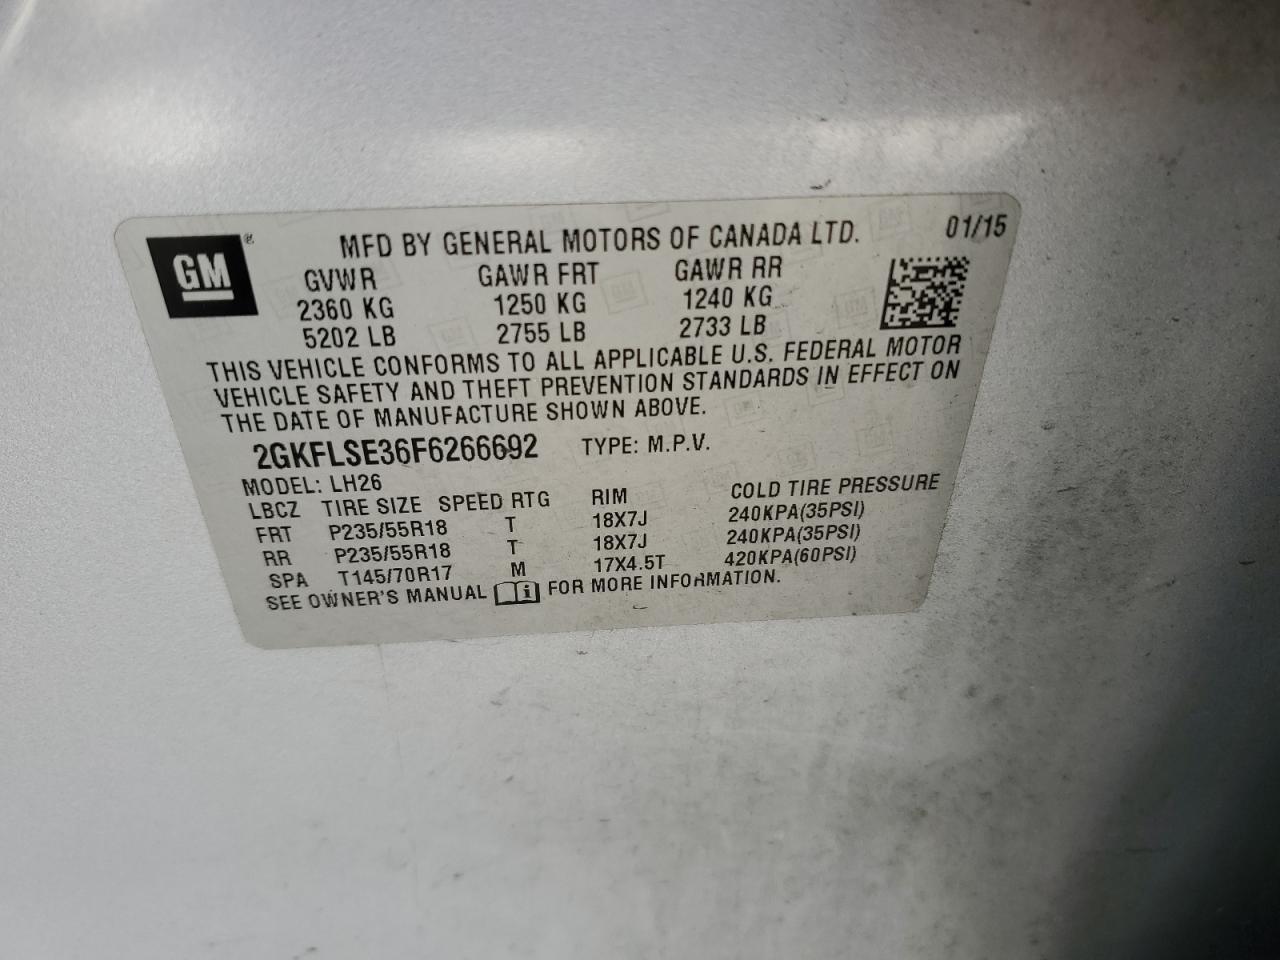 GM ®
MFD BY GENERAL MOTORS OF CANADA LTD. 01/15
GVWR GAWR FRT GAWR RR
2360 KG 1250 KG 1240 KG
5202 LB 2755 LB 2733 LB
THIS VEHICLE CONFORMS TO ALL APPLICABLE U.S. FEDERAL MOTOR
VEHICLE SAFETY AND THEFT PREVENTION STANDARDS IN EFFECT ON
THE DATE OF MANUFACTURE SHOWN ABOVE.
2GKFLSE36F6266692 TYPE: M.P.V.
MODEL: LH26
LBCZ TIRE SIZE SPEED RTG RIM COLD TIRE PRESSURE
FRT P235/55R18 T 18X7J 240KPA(35PSI)
RR P235/55R18 T 18X7J 240KPA(35PSI)
SPA T145/70R17 M 17X4.5T 420KPA(60PSI)
SEE OWNER'S MANUAL i FOR MORE INFORMATION.